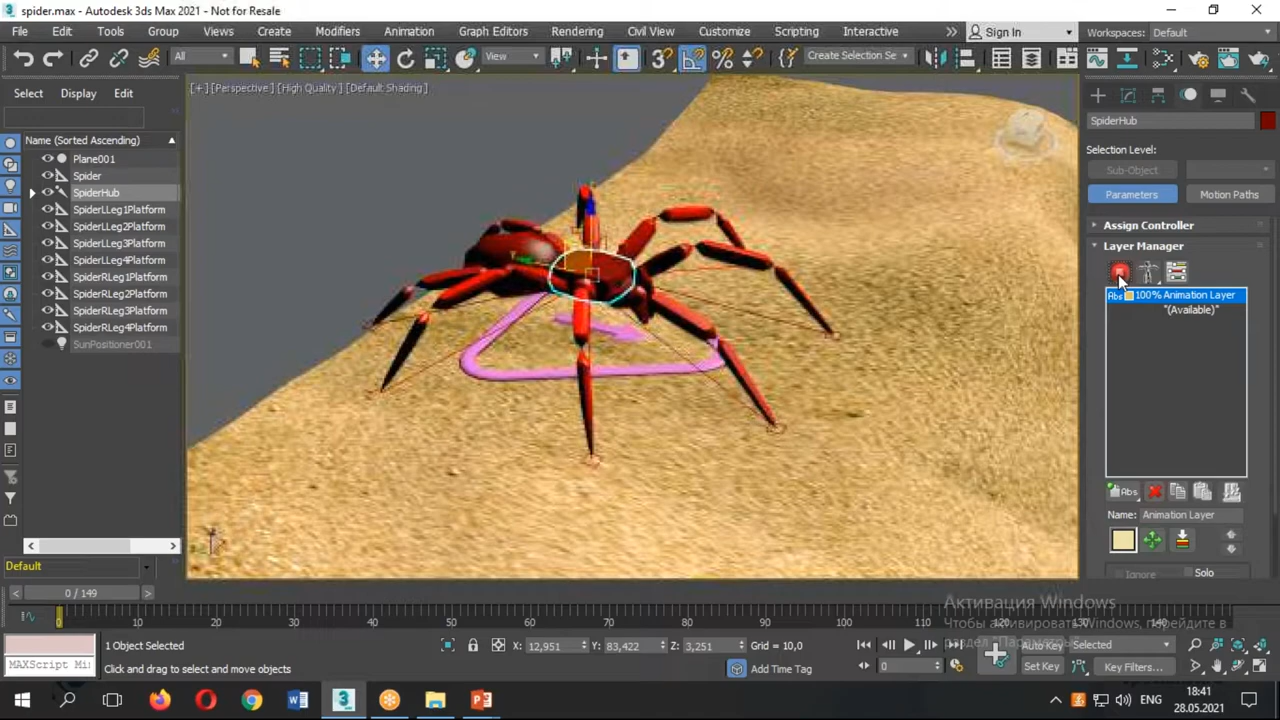 spider.max - Autodesk 3ds Max 2021 - Not for Resale
File Edit Tools Group Views Create Modifiers Animation Graph Editors Rendering Civil View Customize Scripting Interactive Sign In Workspaces: Default
All View Create Selection Se
[+] [Perspective] [High Quality] [Default Shading]
Select Display Edit
Name (Sorted Ascending)
Plane001
Spider
SpiderHub
SpiderLLeg1Platform
SpiderLLeg2Platform
SpiderLLeg3Platform
SpiderLLeg4Platform
SpiderRLeg1Platform
SpiderRLeg2Platform
SpiderRLeg3Platform
SpiderRLeg4Platform
SunPositioner001
Default
SpiderHub
Selection Level:
Sub-Object
Parameters Motion Paths
Assign Controller
Layer Manager
Abs 100% Animation Layer
"(Available)"
Abs
Name: Animation Layer
Ignore Solo
0 / 149
0 10 20 30 40 50 60 70 80 90 100 110 120 130 140
Активация Windows
Чтобы активировать Windows, перейдите в
раздел "Параметры".
1 Object Selected X: 12,951 Y: 83,422 Z: 3,251 Grid = 10,0 Auto Key Selected
MAXScript Mi Click and drag to select and move objects Add Time Tag 0 Set Key Key Filters...
ENG 18:41
28.05.2021